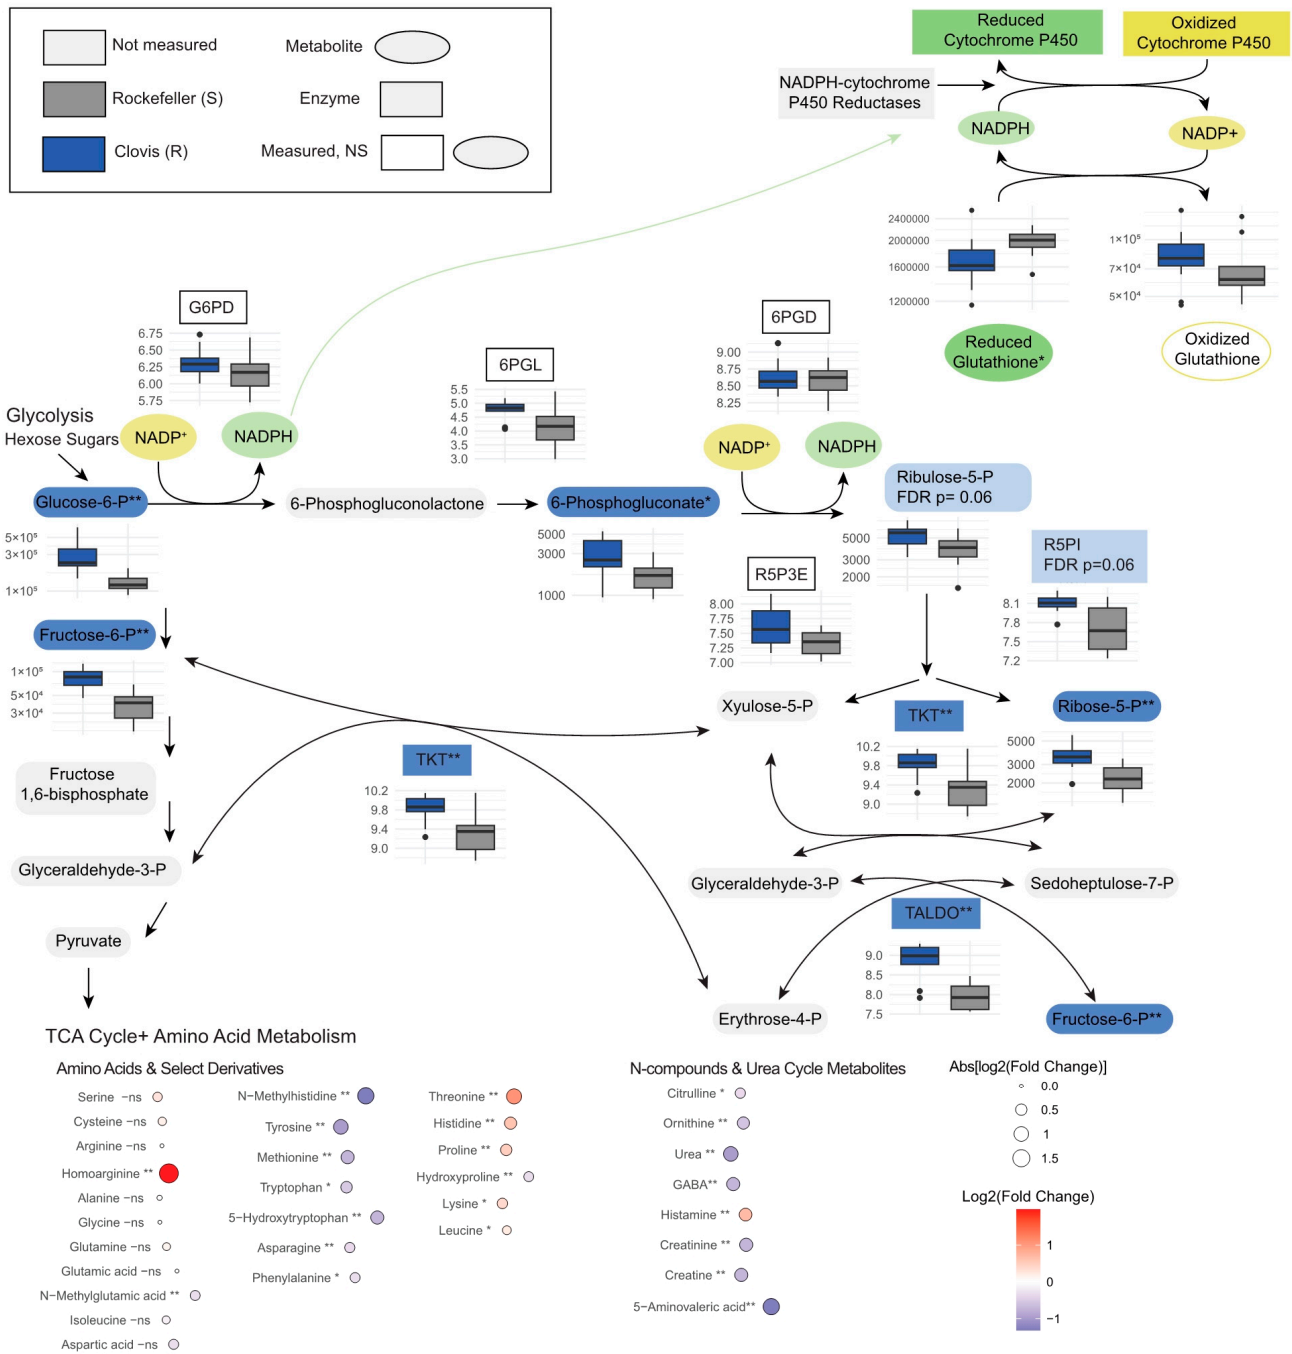 Not measured
Metabolite
Rockefeller (S)
Enzyme
Clovis (R)
Measured, NS
Reduced
Cytochrome P450
Oxidized
Cytochrome P450
NADPH-cytochrome
P450 Reductases
NADPH
NADP+
2400000
2000000
1600000
1200000
1×10⁵
7×10⁴
5×10⁴
Reduced
Glutathione*
Oxidized
Glutathione
G6PD
6.75
6.50
6.25
6.00
5.75
6PGL
5.5
5.0
4.5
4.0
3.5
3.0
6PGD
9.00
8.75
8.50
8.25
Glycolysis
Hexose Sugars
NADP⁺
NADPH
NADP⁺
NADPH
Glucose-6-P**
6-Phosphogluconolactone
6-Phosphogluconate*
Ribulose-5-P
FDR p= 0.06
5×10⁵
3×10⁵
1×10⁵
5000
3000
1000
5000
3000
2000
R5PI
FDR p=0.06
8.1
7.8
7.5
7.2
R5P3E
8.00
7.75
7.50
7.25
7.00
Fructose-6-P**
1×10⁵
5×10⁴
3×10⁴
Xyulose-5-P
TKT**
10.2
9.8
9.4
9.0
Ribose-5-P**
5000
3000
2000
TKT**
10.2
9.8
9.4
9.0
Fructose
1,6-bisphosphate
Glyceraldehyde-3-P
Glyceraldehyde-3-P
Sedoheptulose-7-P
TALDO**
9.0
8.5
8.0
7.5
Pyruvate
Erythrose-4-P
Fructose-6-P**
TCA Cycle+ Amino Acid Metabolism
Amino Acids & Select Derivatives
Serine −ns
Cysteine −ns
Arginine −ns
Homoarginine **
Alanine −ns
Glycine −ns
Glutamine −ns
Glutamic acid −ns
N−Methylglutamic acid **
Isoleucine −ns
Aspartic acid −ns
N−Methylhistidine **
Tyrosine **
Methionine **
Tryptophan *
5−Hydroxytryptophan **
Asparagine **
Phenylalanine *
Threonine **
Histidine **
Proline **
Hydroxyproline **
Lysine *
Leucine *
N-compounds & Urea Cycle Metabolites
Citrulline *
Ornithine **
Urea **
GABA**
Histamine **
Creatinine **
Creatine **
5−Aminovaleric acid**
Abs[log2(Fold Change)]
0.0
0.5
1
1.5
Log2(Fold Change)
1
0
−1